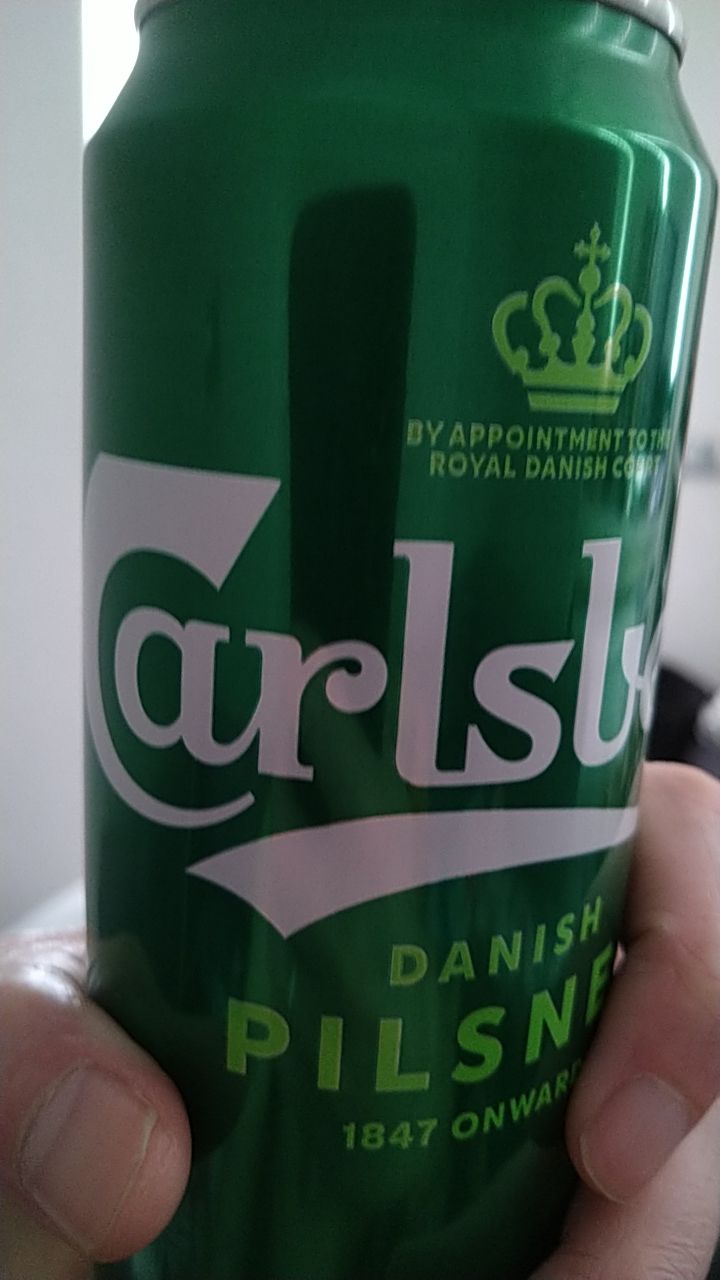 BY APPOINTMENT TO THE
ROYAL DANISH COURT
Carlsb
DANISH
PILSNE
1847 ONWARD